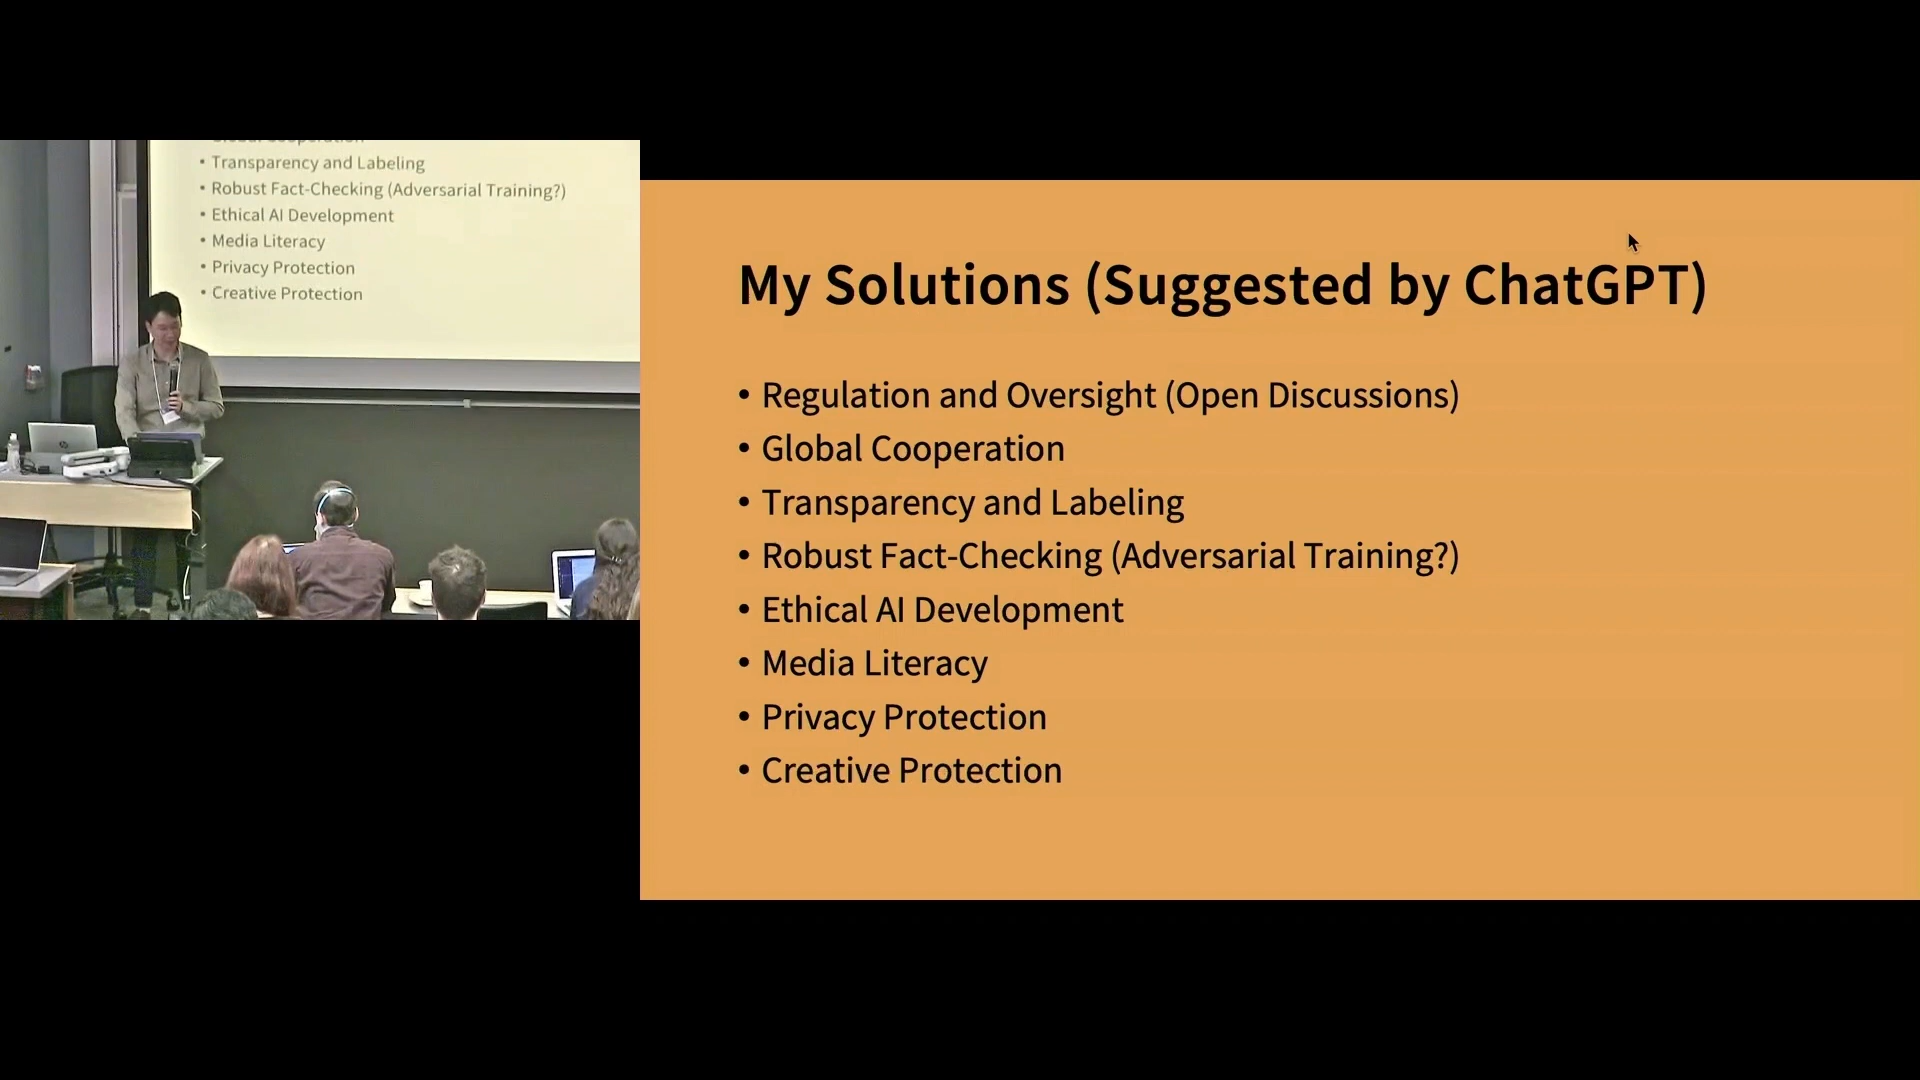 Transparency and Labeling
• Robust Fact-Checking (Adversarial Training?)
• Ethical AI Development
• Media Literacy
• Privacy Protection
• Creative Protection
My Solutions (Suggested by ChatGPT)
• Regulation and Oversight (Open Discussions)
• Global Cooperation
• Transparency and Labeling
• Robust Fact-Checking (Adversarial Training?)
• Ethical AI Development
• Media Literacy
• Privacy Protection
• Creative Protection